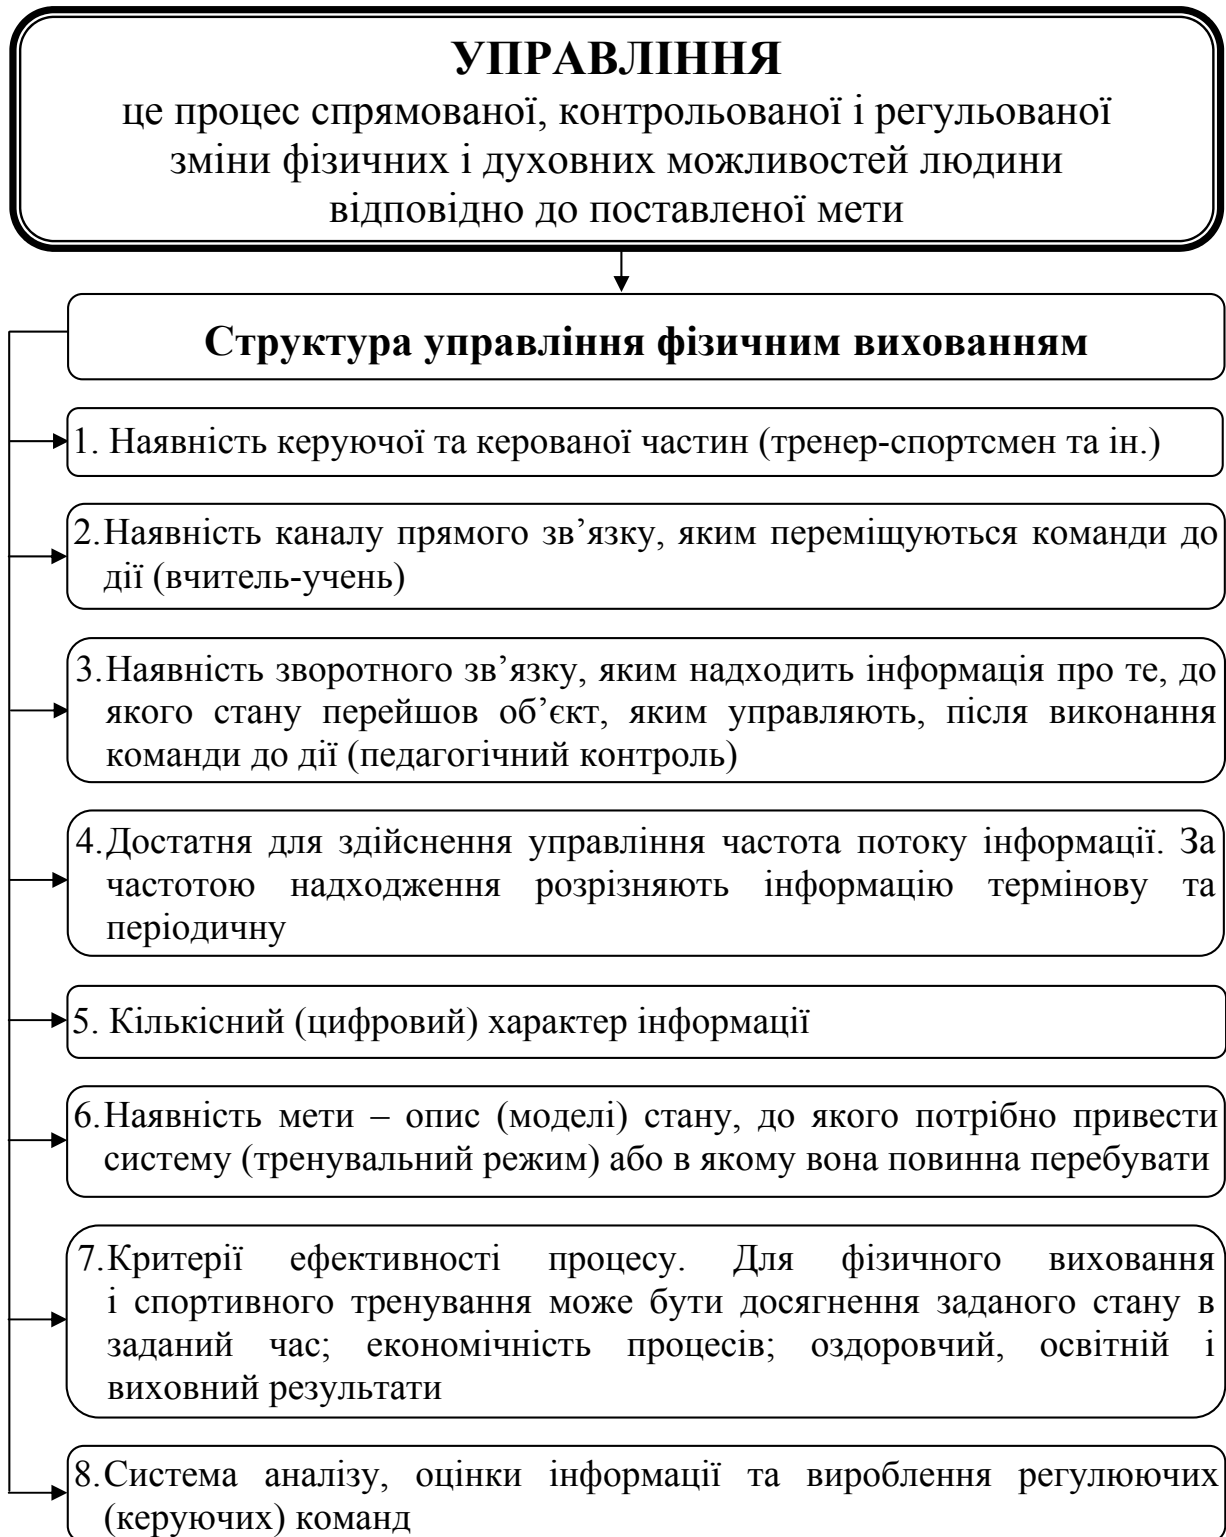 УПРАВЛІННЯ
це процес спрямованої, контрольованої і регульованої
зміни фізичних і духовних можливостей людини
відповідно до поставленої мети
Структура управління фізичним вихованням
1. Наявність керуючої та керованої частин (тренер-спортсмен та ін.)
2.Наявність каналу прямого зв’язку, яким переміщуються команди до
дії (вчитель-учень)
3.Наявність зворотного зв’язку, яким надходить інформація про те, до
якого стану перейшов об’єкт, яким управляють, після виконання
команди до дії (педагогічний контроль)
4.Достатня для здійснення управління частота потоку інформації. За
частотою надходження розрізняють інформацію термінову та
періодичну
5. Кількісний (цифровий) характер інформації
6.Наявність мети – опис (моделі) стану, до якого потрібно привести
систему (тренувальний режим) або в якому вона повинна перебувати
7.Критерії ефективності процесу. Для фізичного виховання
і спортивного тренування може бути досягнення заданого стану в
заданий час; економічність процесів; оздоровчий, освітній і
виховний результати
8.Система аналізу, оцінки інформації та вироблення регулюючих
(керуючих) команд